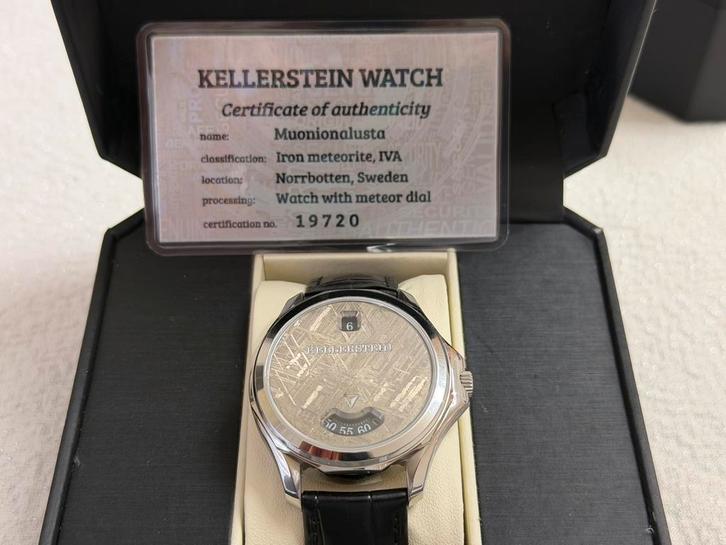 KELLERSTEIN WATCH
Certificate of authenticity
name: Muonionalusta
classification: Iron meteorite, IVA
location: Norrbotten, Sweden
processing: Watch with meteor dial
certification no. 19720
6
KELLERSTEIN
55 60